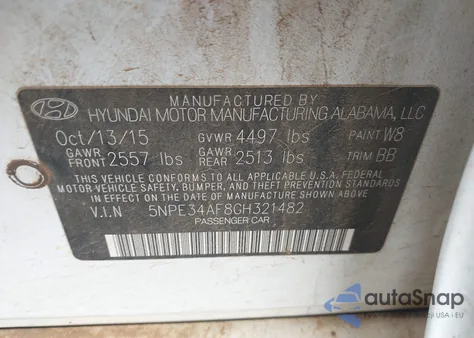 MANUFACTURED BY
HYUNDAI MOTOR MANUFACTURING ALABAMA, LLC
Oct/13/15 GVWR 4497 lbs PAINT W8
GAWR FRONT 2557 lbs GAWR REAR 2513 lbs TRIM BB
THIS VEHICLE CONFORMS TO ALL APPLICABLE U.S.A FEDERAL
MOTOR-VEHICLE SAFETY, BUMPER, AND THEFT PREVENTION STANDARDS
IN EFFECT ON THE DATE OF MANUFACTURE SHOWN ABOVE.
V.I.N 5NPE34AF8GH321482
PASSENGER CAR
autoSnap